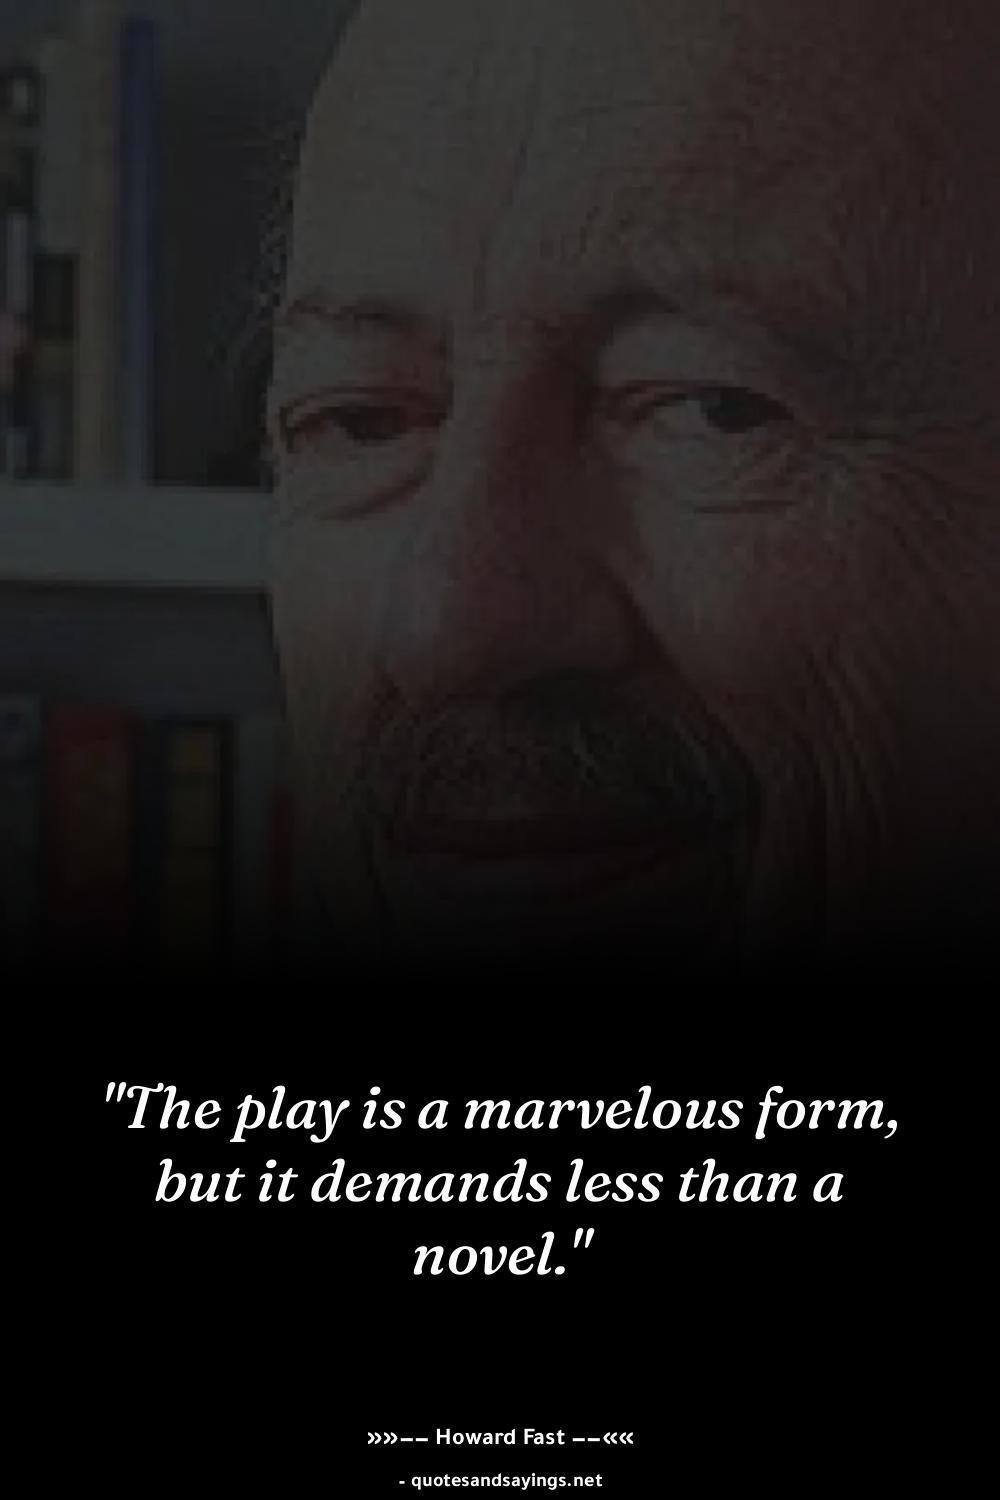 "The play is a marvelous form,
but it demands less than a
novel."
»»−− Howard Fast −−««
- quotesandsayings.net